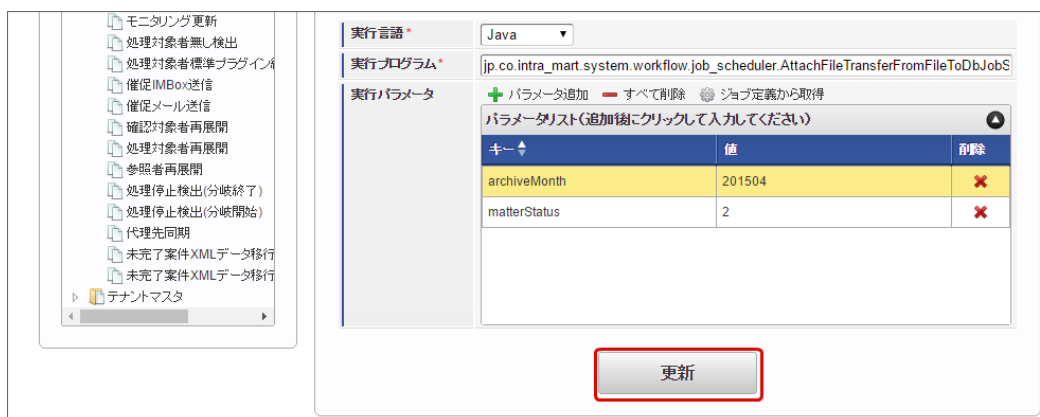 モニタリング更新
処理対象者無し検出
処理対象者標準プラグイン
催促IMBox送信
催促メール送信
確認対象者再展開
処理対象者再展開
参照者再展開
処理停止検出(分岐終了)
処理停止検出(分岐開始)
代理先同期
未完了案件XMLデータ移行
未完了案件XMLデータ移行
テナントマスタ
実行言語*
Java
実行プログラム*
jp.co.intra_mart.system.workflow.job_scheduler.AttachFileTransferFromFileToDbJobS
実行パラメータ
パラメータ追加 すべて削除 ジョブ定義から取得
パラメータリスト(追加後にクリックして入力してください)
キー 値 削除
archiveMonth 201504
matterStatus 2
更新